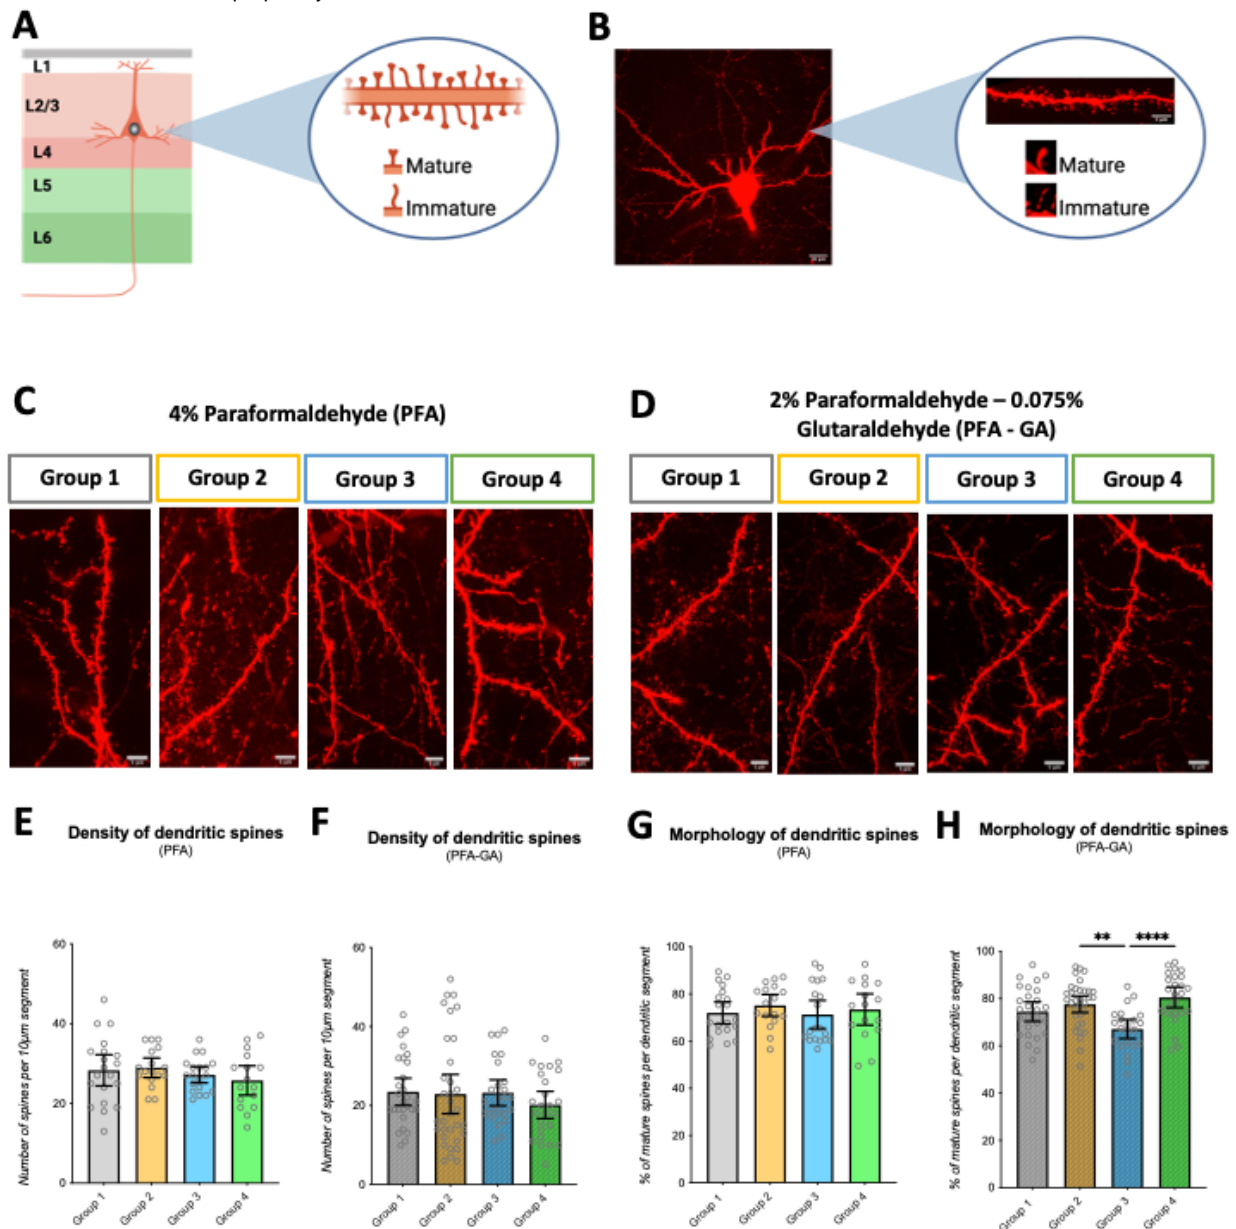 A
B
L1
L2/3
L4
L5
L6
Mature
Immature
Mature
Immature
C
4% Paraformaldehyde (PFA)
D
2% Paraformaldehyde – 0.075%
Glutaraldehyde (PFA - GA)
Group 1
Group 2
Group 3
Group 4
Group 1
Group 2
Group 3
Group 4
E
Density of dendritic spines
(PFA)
Number of spines per 10µm segment
60
40
20
0
Group 1
Group 2
Group 3
Group 4
F
Density of dendritic spines
(PFA-GA)
Number of spines per 10µm segment
60
40
20
0
Group 1
Group 2
Group 3
Group 4
G
Morphology of dendritic spines
(PFA)
% of mature spines per dendritic segment
100
80
60
40
20
0
Group 1
Group 2
Group 3
Group 4
H
Morphology of dendritic spines
(PFA-GA)
% of mature spines per dendritic segment
** ****
100
80
60
40
20
0
Group 1
Group 2
Group 3
Group 4